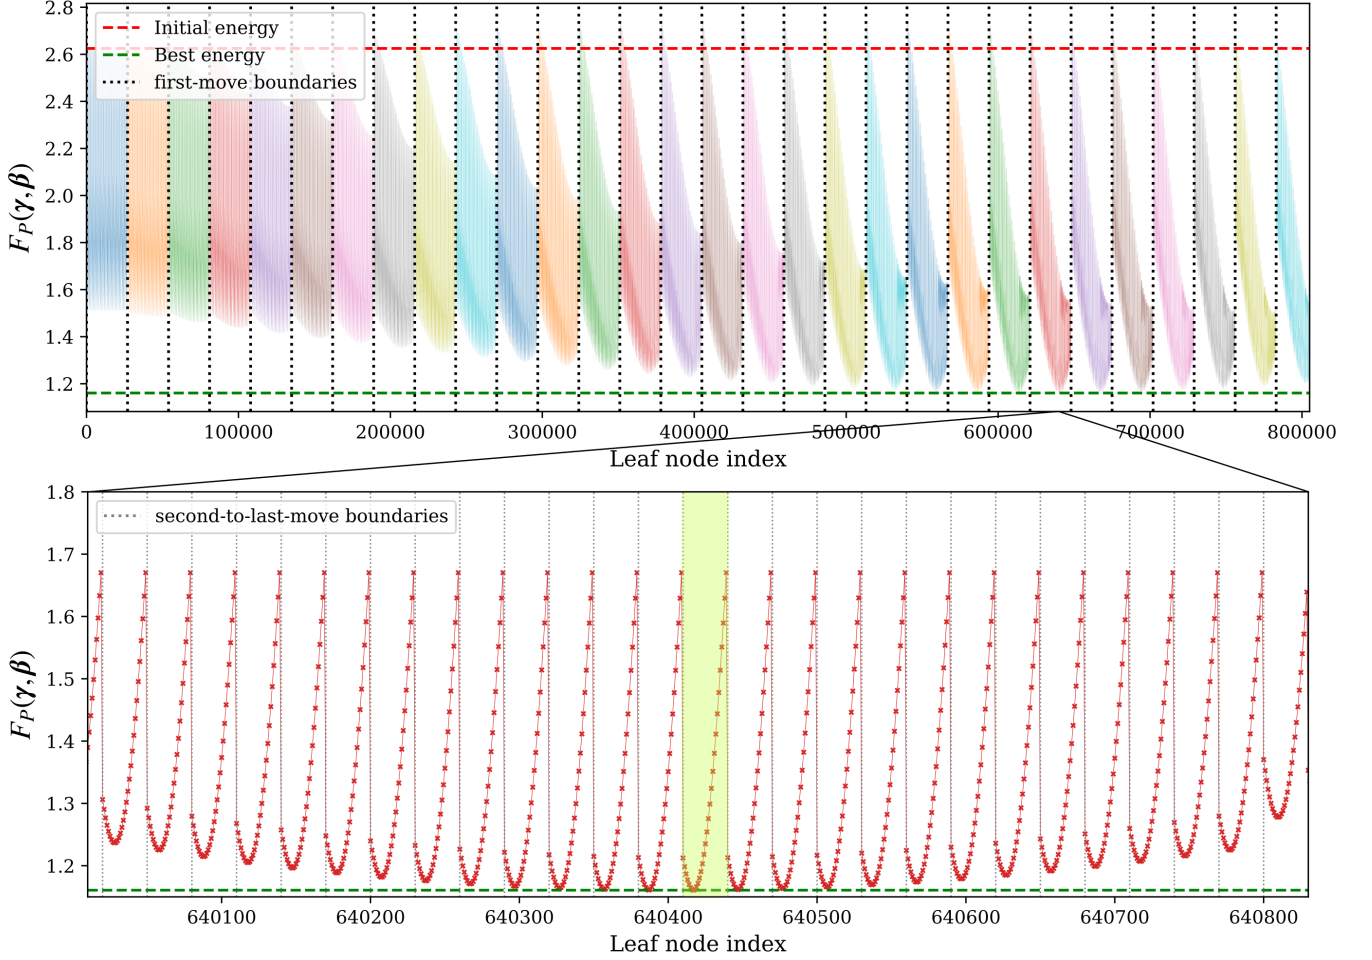 2.8
2.6
2.4
2.2
2.0
1.8
1.6
1.4
1.2
F_P(γ, β)
Initial energy
Best energy
first-move boundaries
0 100000 200000 300000 400000 500000 600000 700000 800000
Leaf node index
1.8
1.7
1.6
1.5
1.4
1.3
1.2
F_P(γ, β)
second-to-last-move boundaries
640100 640200 640300 640400 640500 640600 640700 640800
Leaf node index